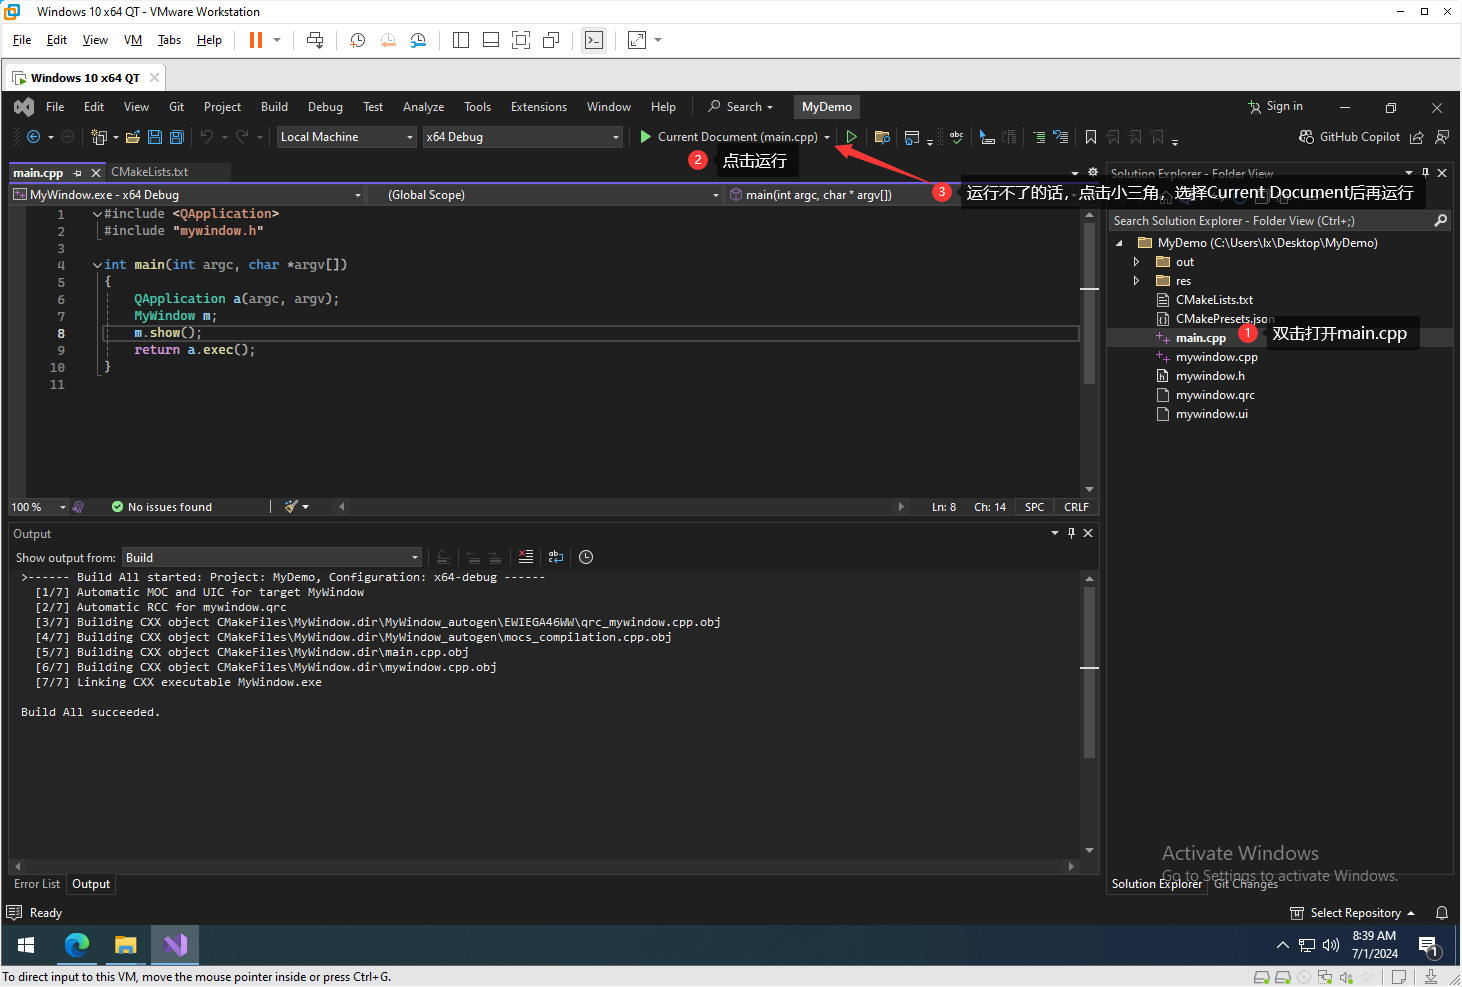 Windows 10 x64 QT - VMware Workstation
File Edit View VM Tabs Help
Windows 10 x64 QT
File Edit View Git Project Build Debug Test Analyze Tools Extensions Window Help Search MyDemo Sign in
Local Machine x64 Debug Current Document (main.cpp) GitHub Copilot
2 点击运行
main.cpp CMakeLists.txt
Solution Explorer - Folder View
3 运行不了的话，点击小三角，选择Current Document后再运行
MyWindow.exe - x64 Debug (Global Scope) main(int argc, char * argv[])
1 #include <QApplication>
2 #include "mywindow.h"
3
4 int main(int argc, char *argv[])
5 {
6 QApplication a(argc, argv);
7 MyWindow m;
8 m.show();
9 return a.exec();
10 }
11
Search Solution Explorer - Folder View (Ctrl+;)
MyDemo (C:\Users\lx\Desktop\MyDemo)
out
res
CMakeLists.txt
CMakePresets.json
main.cpp
1 双击打开main.cpp
mywindow.cpp
mywindow.h
mywindow.qrc
mywindow.ui
100 % No issues found Ln: 8 Ch: 14 SPC CRLF
Output
Show output from: Build
>------ Build All started: Project: MyDemo, Configuration: x64-debug ------
[1/7] Automatic MOC and UIC for target MyWindow
[2/7] Automatic RCC for mywindow.qrc
[3/7] Building CXX object CMakeFiles\MyWindow.dir\MyWindow_autogen\EWIEGA46WW\qrc_mywindow.cpp.obj
[4/7] Building CXX object CMakeFiles\MyWindow.dir\MyWindow_autogen\mocs_compilation.cpp.obj
[5/7] Building CXX object CMakeFiles\MyWindow.dir\main.cpp.obj
[6/7] Building CXX object CMakeFiles\MyWindow.dir\mywindow.cpp.obj
[7/7] Linking CXX executable MyWindow.exe
Build All succeeded.
Activate Windows
Go to Settings to activate Windows.
Error List Output
Solution Explorer Git Changes
Ready
Select Repository
8:39 AM
7/1/2024
1
To direct input to this VM, move the mouse pointer inside or press Ctrl+G.